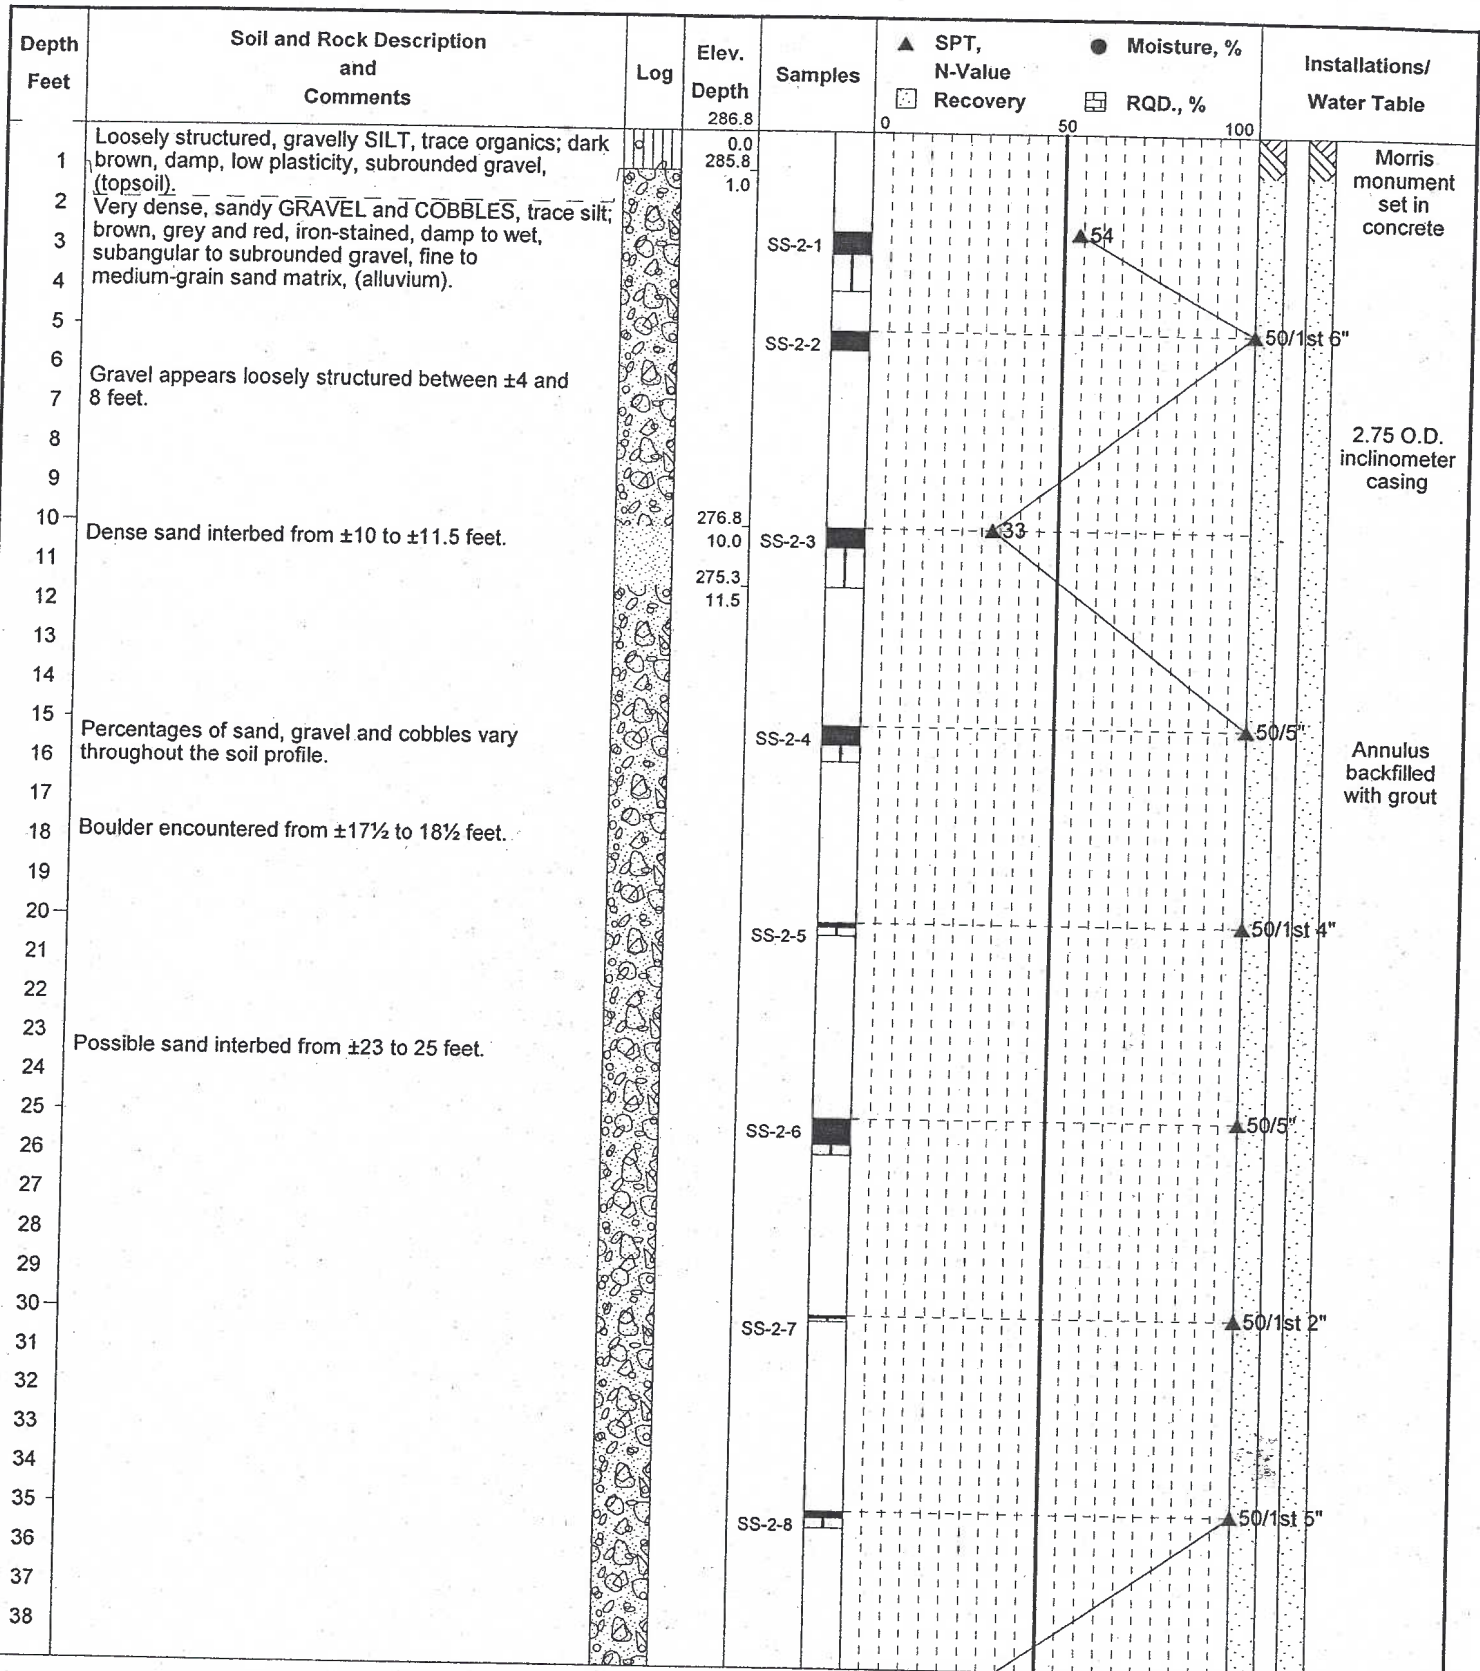 Depth
Feet
Soil and Rock Description
and
Comments
Log
Elev.
Depth
Samples
▲ SPT,
N-Value
Recovery
● Moisture, %
RQD., %
Installations/
Water Table
0
50
100
286.8
0.0
285.8
1.0
Loosely structured, gravelly SILT, trace organics; dark
brown, damp, low plasticity, subrounded gravel,
(topsoil).
Very dense, sandy GRAVEL and COBBLES, trace silt;
brown, grey and red, iron-stained, damp to wet,
subangular to subrounded gravel, fine to
medium-grain sand matrix, (alluvium).
1
2
3
4
5
6
7
8
9
10
11
12
13
14
15
16
17
18
19
20
21
22
23
24
25
26
27
28
29
30
31
32
33
34
35
36
37
38
Gravel appears loosely structured between ±4 and
8 feet.
Dense sand interbed from ±10 to ±11.5 feet.
276.8
10.0
275.3
11.5
Percentages of sand, gravel and cobbles vary
throughout the soil profile.
Boulder encountered from ±17½ to 18½ feet.
Possible sand interbed from ±23 to 25 feet.
SS-2-1
SS-2-2
SS-2-3
SS-2-4
SS-2-5
SS-2-6
SS-2-7
SS-2-8
54
50/1st 6"
33
50/5"
50/1st 4"
50/5"
50/1st 2"
50/1st 5"
Morris
monument
set in
concrete
2.75 O.D.
inclinometer
casing
Annulus
backfilled
with grout